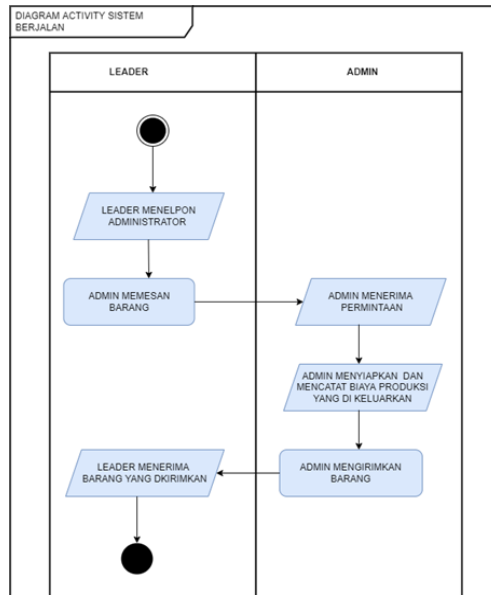 DIAGRAM ACTIVITY SISTEM
BERJALAN
LEADER
ADMIN
LEADER MENELPON
ADMINISTRATOR
ADMIN MEMESAN
BARANG
ADMIN MENERIMA
PERMINTAAN
ADMIN MENYIAPKAN DAN
MENCATAT BIAYA PRODUKSI
YANG DI KELUARKAN
LEADER MENERIMA
BARANG YANG DKIRIMKAN
ADMIN MENGIRIMKAN
BARANG